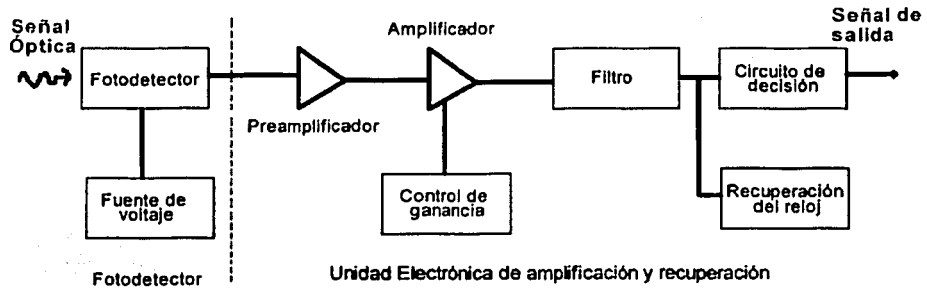 Señal
Óptica
Fotodetector
Fuente de
voltaje
Fotodetector
Preamplificador
Amplificador
Control de
ganancia
Filtro
Circuito de
decisión
Señal de
salida
Recuperación
del reloj
Unidad Electrónica de amplificación y recuperación